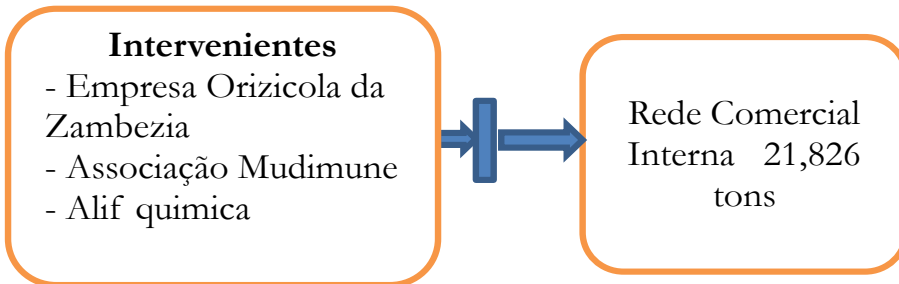 Intervenientes
- Empresa Orizicola da
Zambezia
- Associação Mudimune
- Alif quimica
Rede Comercial
Interna 21,826
tons